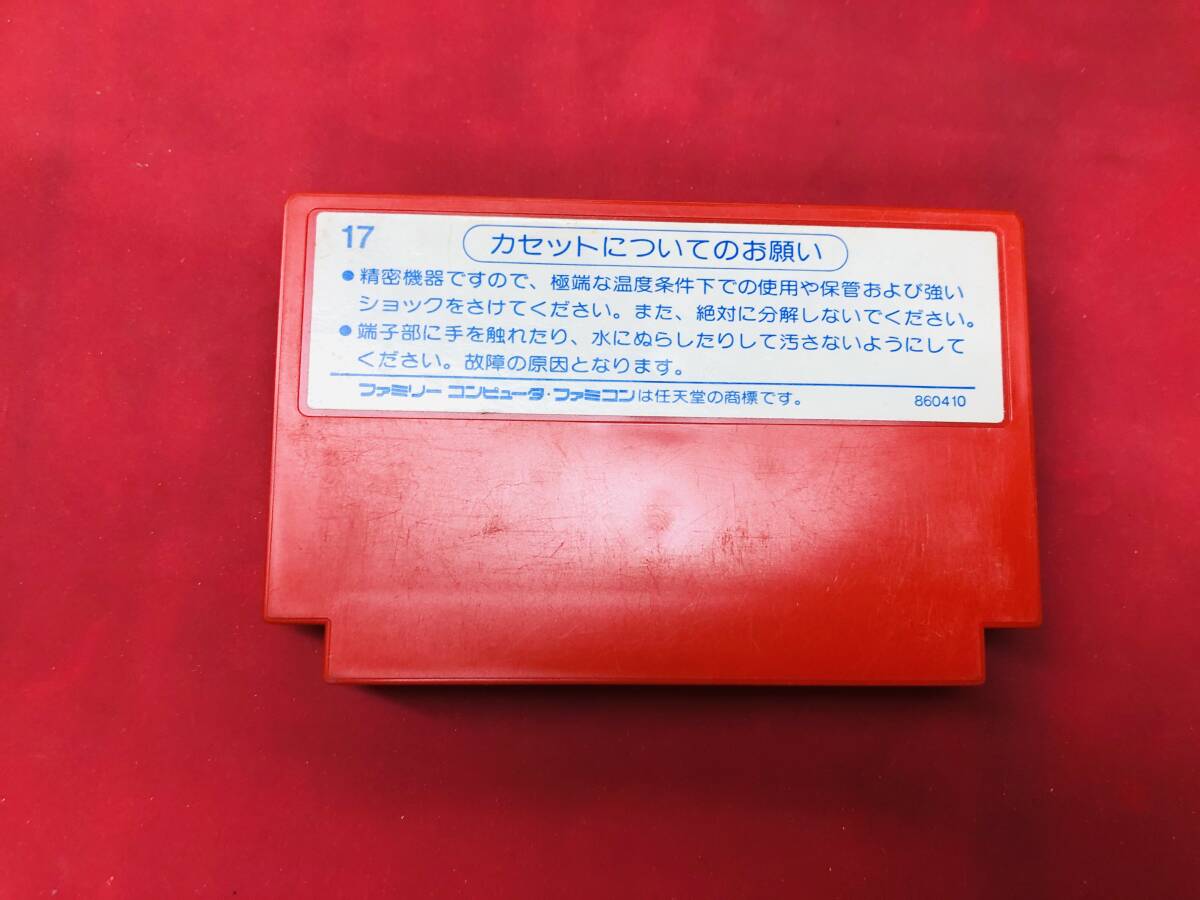 17
カセットについてのお願い
●精密機器ですので、極端な温度条件下での使用や保管および強い
ショックをさけてください。また、絶対に分解しないでください。
●端子部に手を触れたり、水にぬらしたりして汚さないようにして
ください。故障の原因となります。
ファミリー コンピュータ・ファミコンは任天堂の商標です。
860410